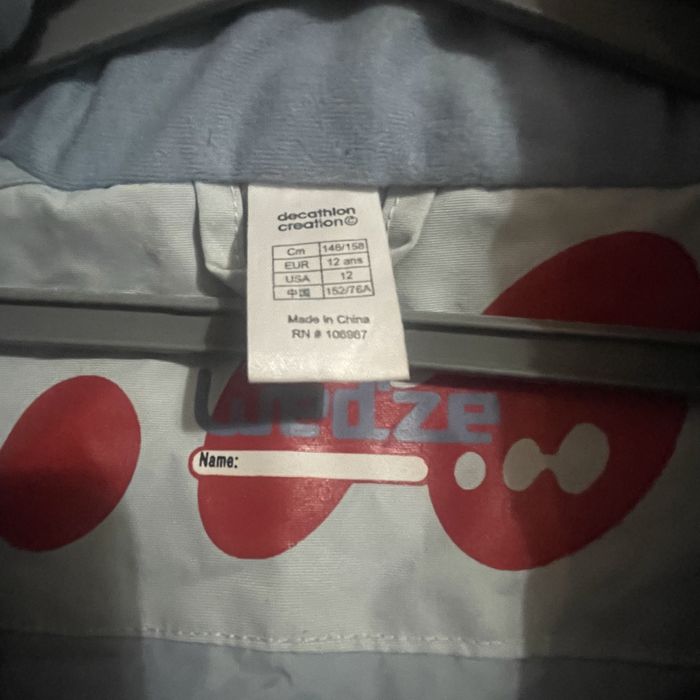 decathlon
creation©
Cm 146/158
EUR 12 ans
USA 12
中国 152/76A
Made in China
RN # 106987
wed'ze
Name: